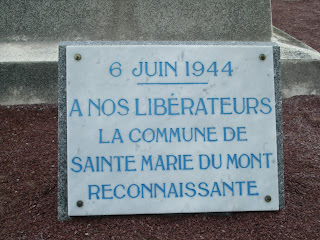 6 JUIN 1944
A NOS LIBÉRATEURS
LA COMMUNE DE
SAINTE MARIE DU MONT
RECONNAISSANTE